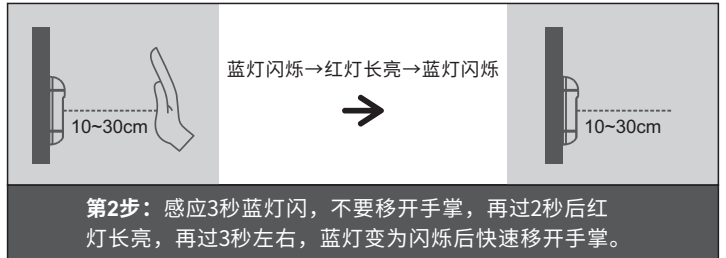 蓝灯闪烁→红灯长亮→蓝灯闪烁
10~30cm
10~30cm
第2步：感应3秒蓝灯闪，不要移开手掌，再过2秒后红
灯长亮，再过3秒左右，蓝灯变为闪烁后快速移开手掌。